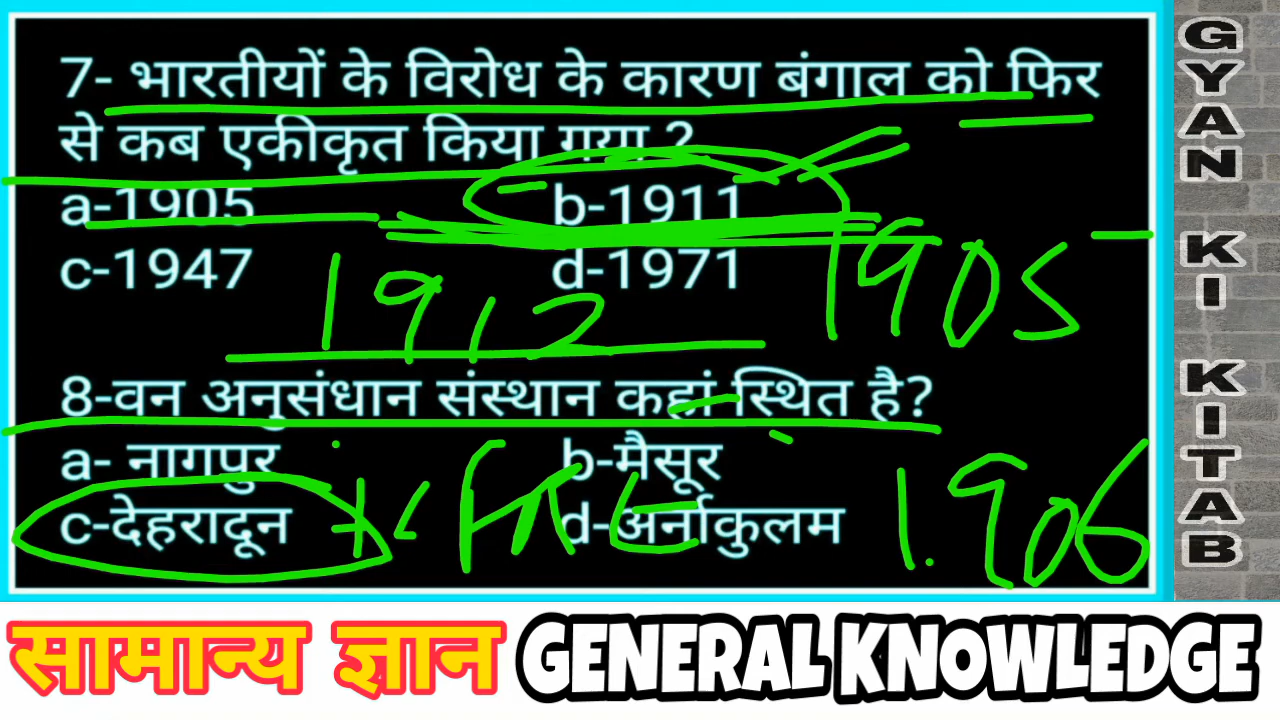 7- भारतीयों के विरोध के कारण बंगाल को फिर
से कब एकीकृत किया गया ?
a-1905 b-1911
c-1947 d-1971
1912 1905
8-वन अनुसंधान संस्थान कहां स्थित है?
a- नागपुर b-मैसूर
c-देहरादून d-अर्नाकुलम
1906
GYAN KI KITAB
सामान्य ज्ञान GENERAL KNOWLEDGE